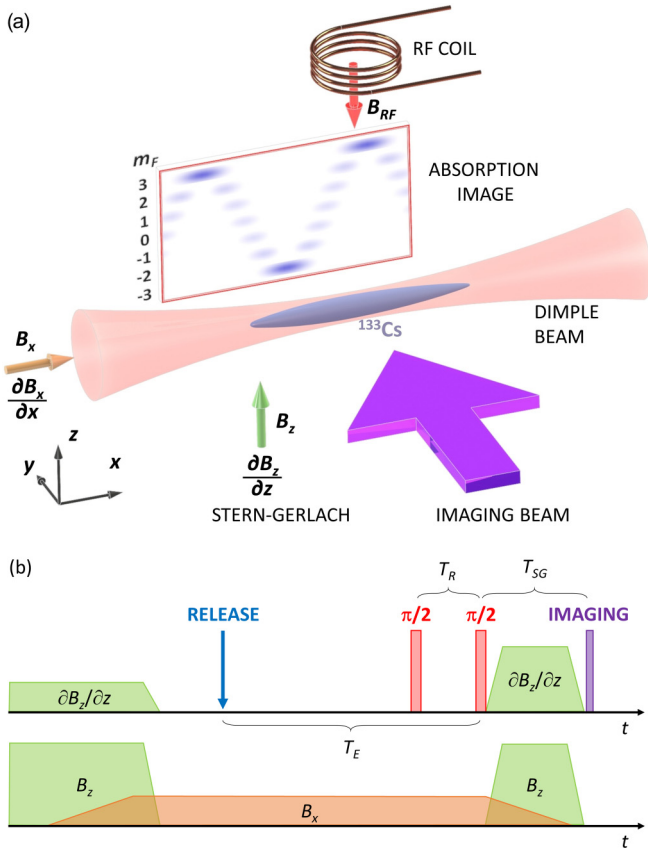 (a)
RF COIL
B_RF
m_F
3
2
1
0
-1
-2
-3
ABSORPTION
IMAGE
133Cs
DIMPLE
BEAM
B_x
∂B_x
∂x
B_z
∂B_z
∂z
z
y
x
STERN-GERLACH
IMAGING BEAM
(b)
T_R
T_SG
RELEASE
π/2
π/2
IMAGING
∂B_z/∂z
∂B_z/∂z
T_E
t
B_z
B_x
B_z
t